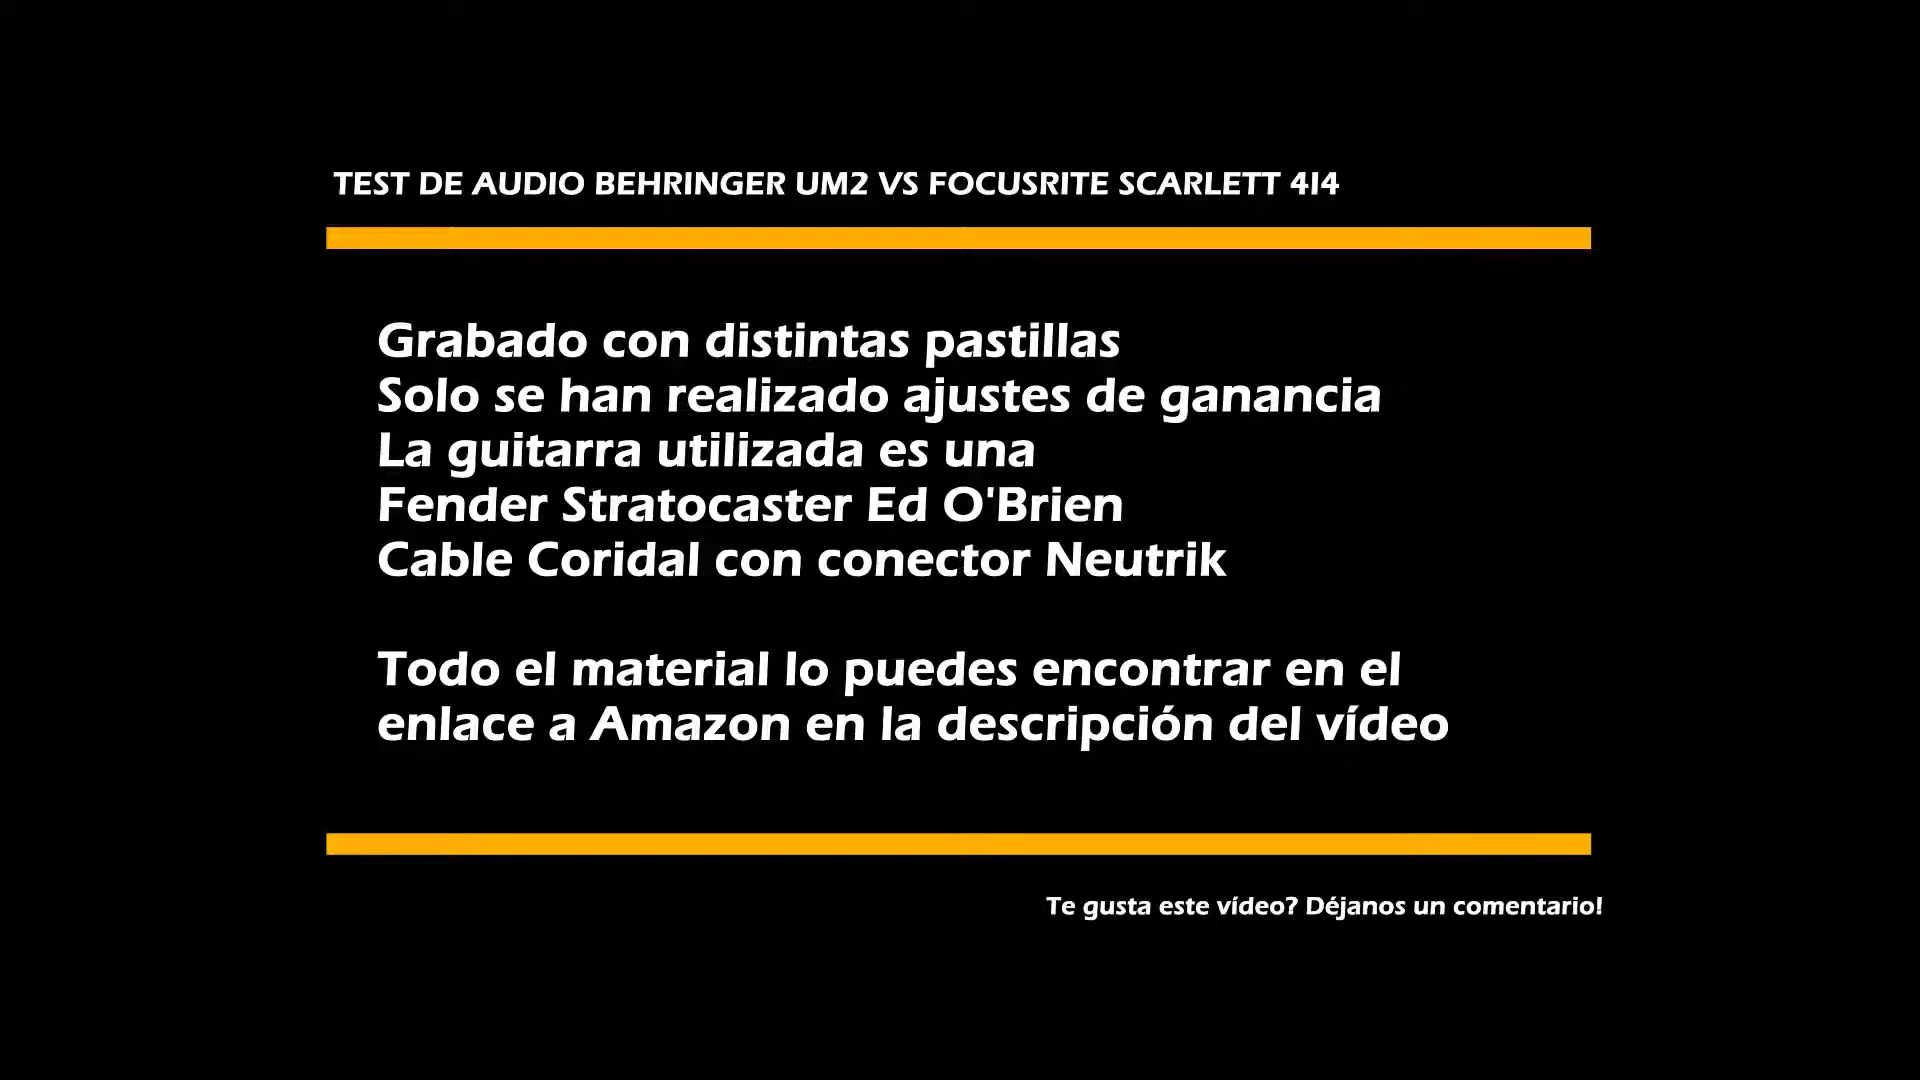 TEST DE AUDIO BEHRINGER UM2 VS FOCUSRITE SCARLETT 4I4
Grabado con distintas pastillas
Solo se han realizado ajustes de ganancia
La guitarra utilizada es una
Fender Stratocaster Ed O'Brien
Cable Coridal con conector Neutrik
Todo el material lo puedes encontrar en el
enlace a Amazon en la descripción del vídeo
Te gusta este vídeo? Déjanos un comentario!